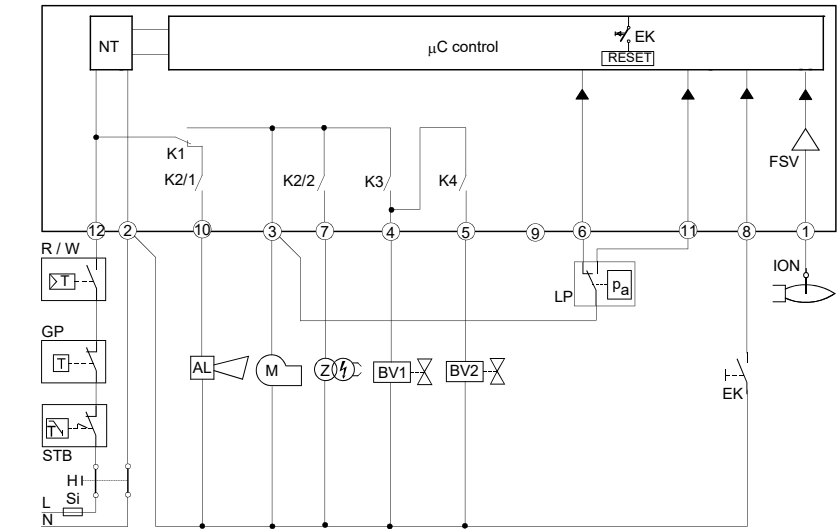 NT
µC control
EK
RESET
K1
FSV
K2/1
K2/2
K3
K4
12
2
10
3
7
4
5
9
6
11
8
1
R / W
T
LP
pa
ION
GP
T
AL
M
Z
BV1
BV2
EK
T
STB
H
Si
L
N